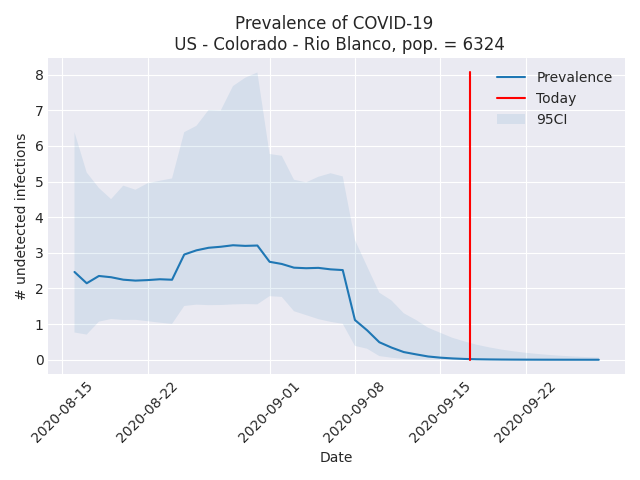 Prevalence of COVID-19
US - Colorado - Rio Blanco, pop. = 6324
8
7
6
5
4
3
2
1
0
# undetected infections
Prevalence
Today
95CI
2020-08-15
2020-08-22
2020-09-01
2020-09-08
2020-09-15
2020-09-22
Date